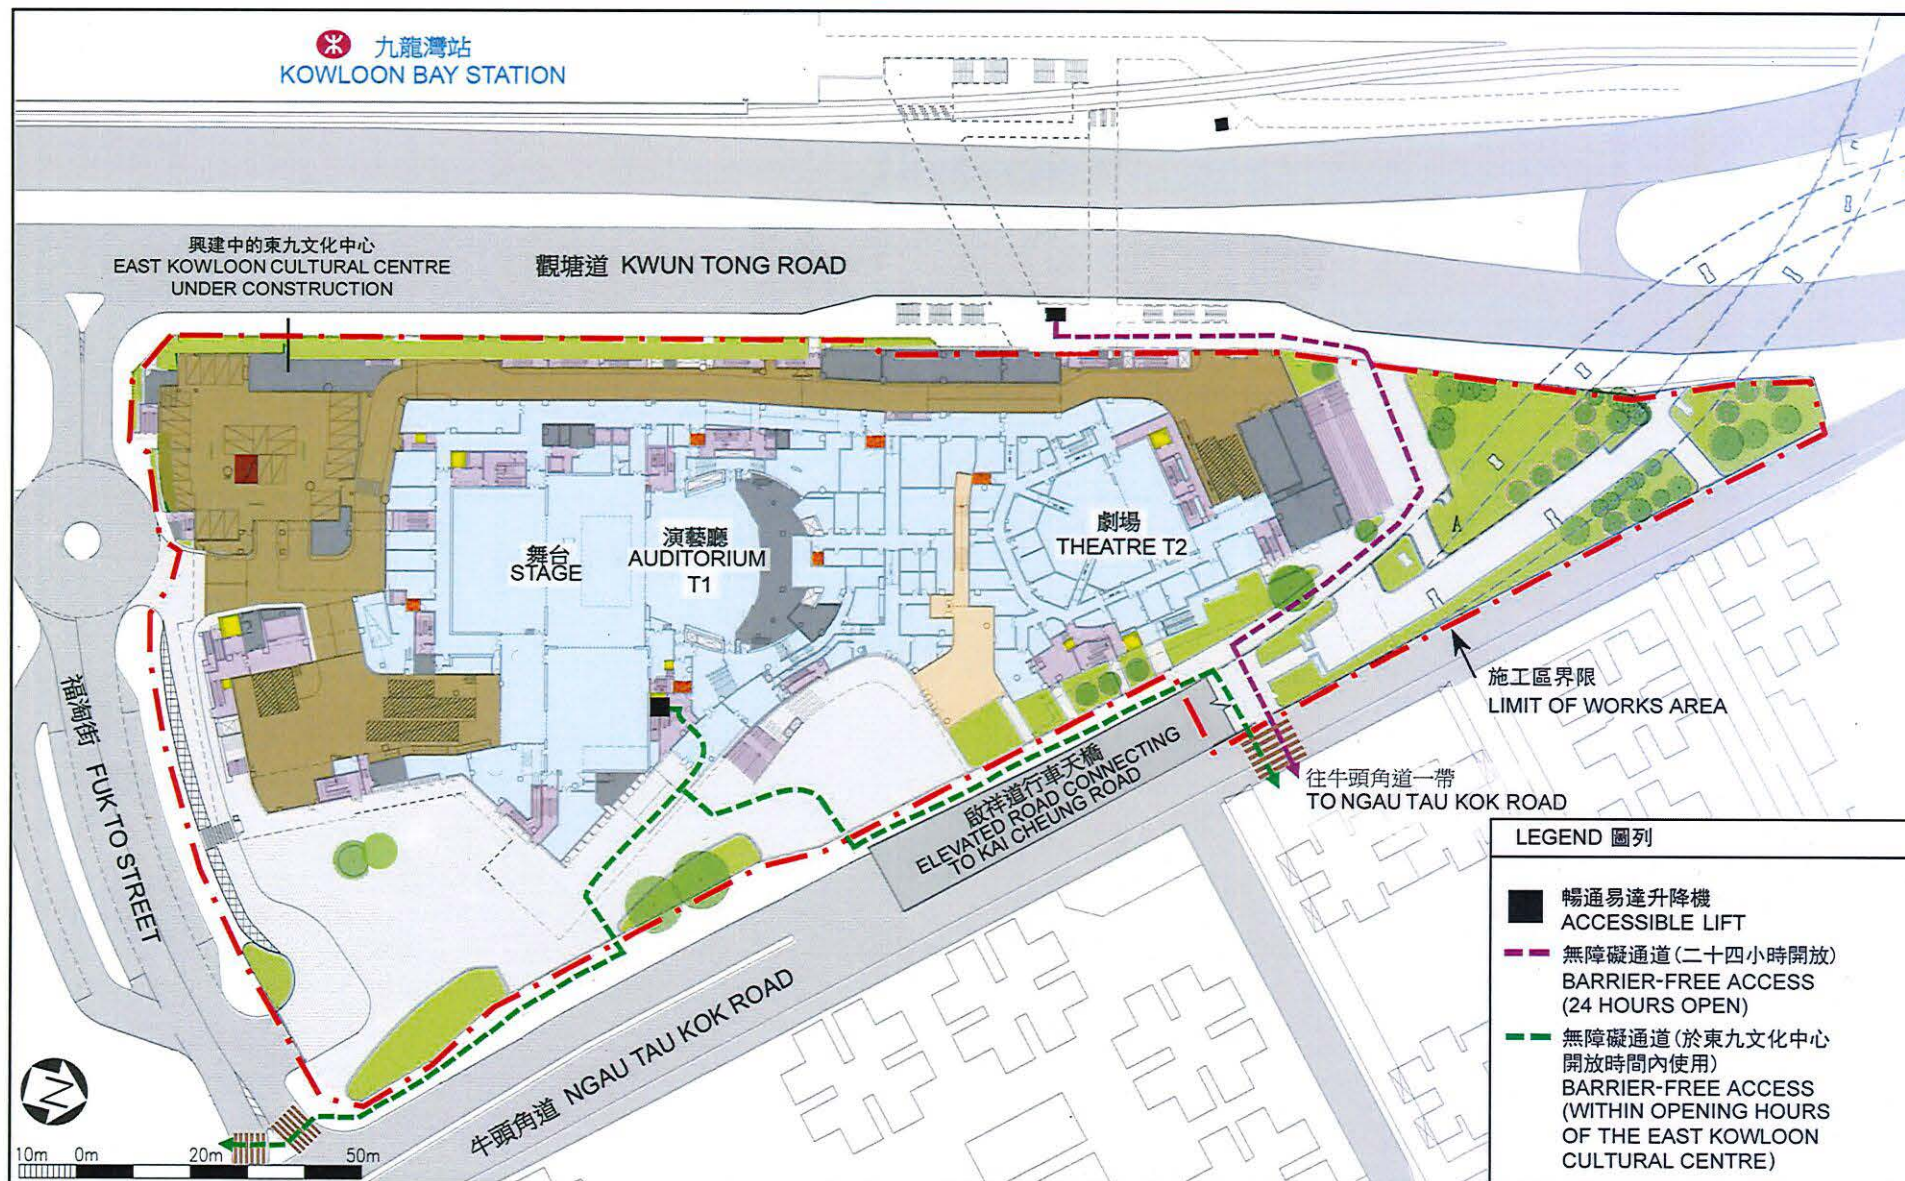 九龍灣站
KOWLOON BAY STATION
興建中的東九文化中心
EAST KOWLOON CULTURAL CENTRE
UNDER CONSTRUCTION
觀塘道 KWUN TONG ROAD
舞台
STAGE
演藝廳
AUDITORIUM
T1
劇場
THEATRE T2
A
福淘街 FUK TO STREET
施工區界限
LIMIT OF WORKS AREA
啟祥道行車天橋
ELEVATED ROAD CONNECTING
TO KAI CHEUNG ROAD
往牛頭角道一帶
TO NGAU TAU KOK ROAD
牛頭角道 NGAU TAU KOK ROAD
N
10m 0m 20m 50m
LEGEND 圖列
暢通易達升降機
ACCESSIBLE LIFT
無障礙通道(二十四小時開放)
BARRIER-FREE ACCESS
(24 HOURS OPEN)
無障礙通道(於東九文化中心
開放時間內使用)
BARRIER-FREE ACCESS
(WITHIN OPENING HOURS
OF THE EAST KOWLOON
CULTURAL CENTRE)